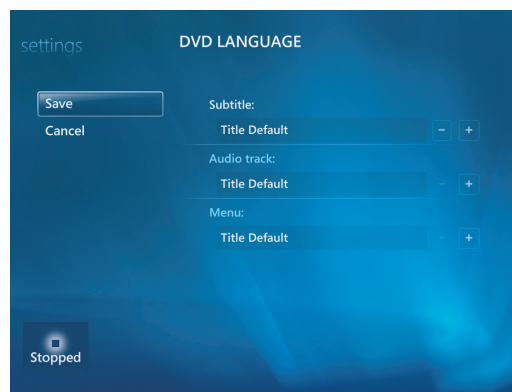 settings
DVD LANGUAGE
Save
Cancel
Subtitle:
Title Default
- +
Audio track:
Title Default
- +
Menu:
Title Default
- +
Stopped